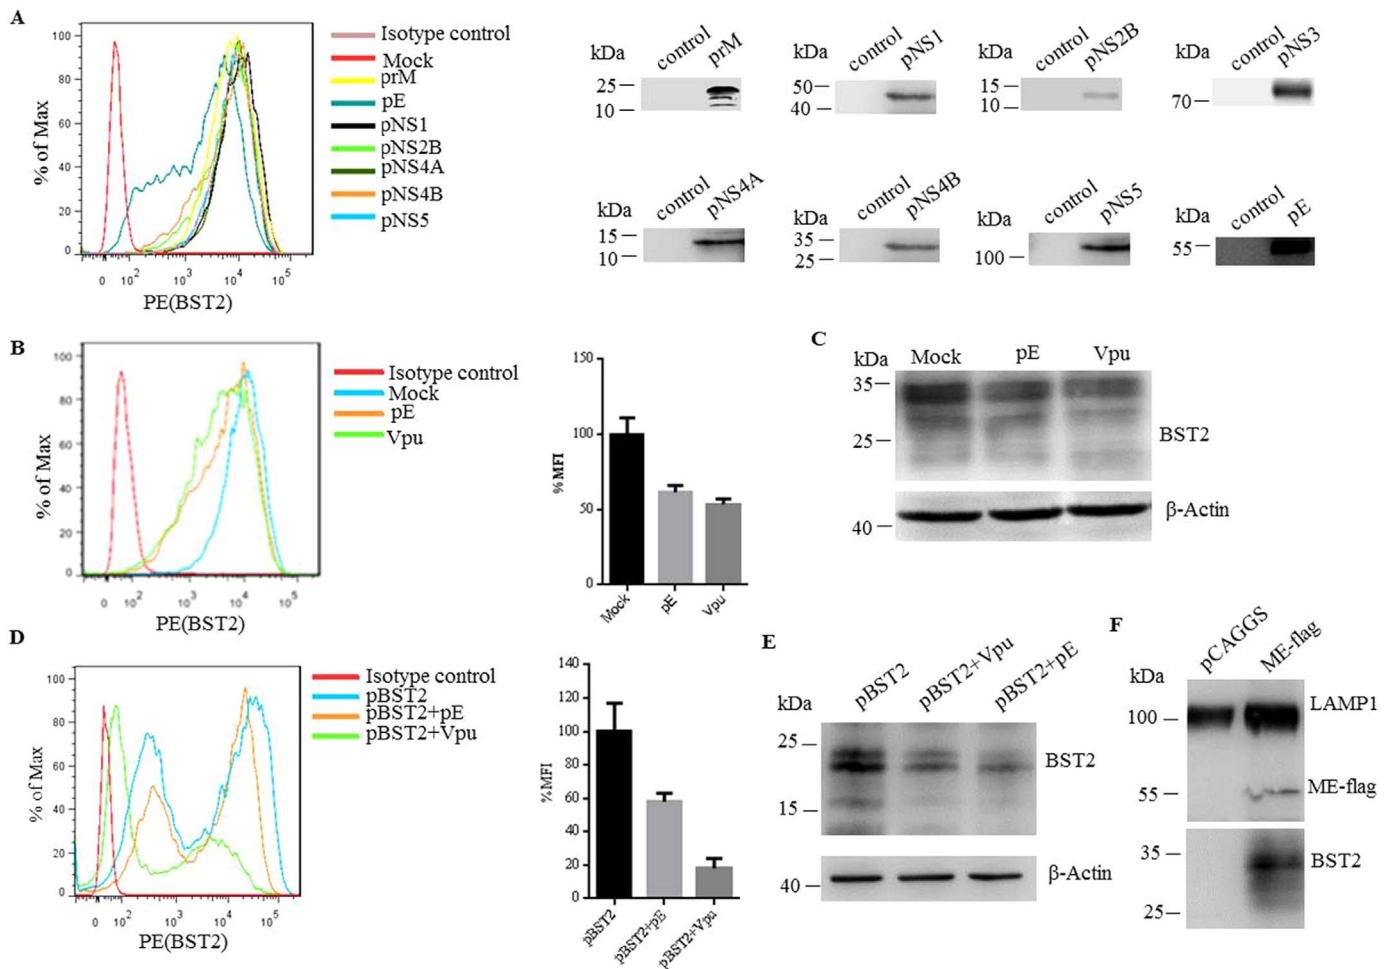 A
% of Max
100
80
60
40
20
0
0 10² 10³ 10⁴ 10⁵
PE(BST2)
Isotype control
Mock
prM
pE
pNS1
pNS2B
pNS4A
pNS4B
pNS5
kDa control prM
25
10
kDa control pNS1
50
40
kDa control pNS2B
15
10
kDa control pNS3
70
kDa control pNS4A
15
10
kDa control pNS4B
35
25
kDa control pNS5
100
kDa control pE
55
B
% of Max
100
80
60
40
20
0
0 10² 10³ 10⁴ 10⁵
PE(BST2)
Isotype control
Mock
pE
Vpu
%MFI
150
100
50
0
Mock pE Vpu
C
kDa Mock pE Vpu
35
25
BST2
40
β-Actin
D
% of Max
100
80
60
40
20
0
0 10² 10³ 10⁴ 10⁵
PE(BST2)
Isotype control
pBST2
pBST2+pE
pBST2+Vpu
%MFI
140
120
100
80
60
40
20
0
pBST2 pBST2+pE pBST2+Vpu
E
kDa pBST2 pBST2+Vpu pBST2+pE
25
BST2
15
40
β-Actin
F
kDa pCAGGS ME-flag
100
LAMP1
55
ME-flag
35
BST2
25